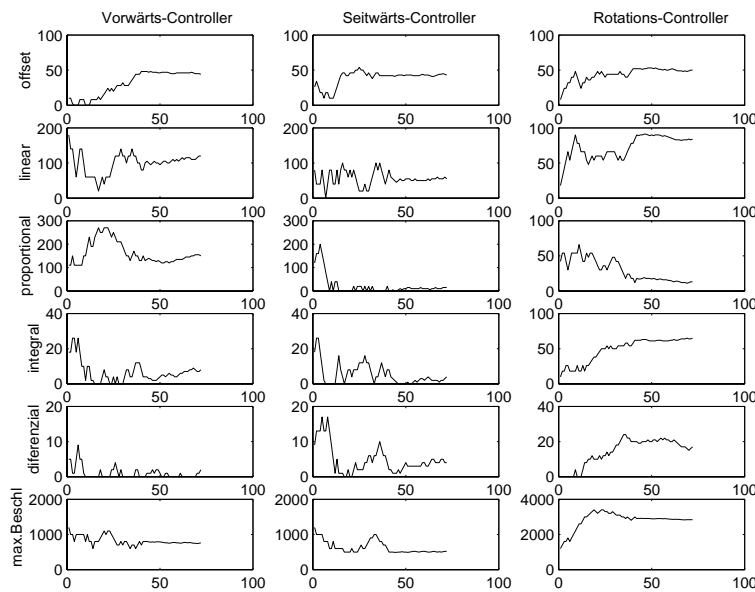 Vorwärts-Controller Seitwärts-Controller Rotations-Controller
offset
100 50 0 0 50 100
100 50 0 0 50 100
100 50 0 0 50 100
linear
200 100 0 0 50 100
200 100 0 0 50 100
100 50 0 0 50 100
proportional
300 200 100 0 0 50 100
300 200 100 0 0 50 100
100 50 0 0 50 100
integral
40 20 0 0 50 100
40 20 0 0 50 100
100 50 0 0 50 100
diferenzial
20 10 0 0 50 100
20 10 0 0 50 100
40 20 0 0 50 100
max.Beschl
2000 1000 0 0 50 100
2000 1000 0 0 50 100
4000 2000 0 0 50 100